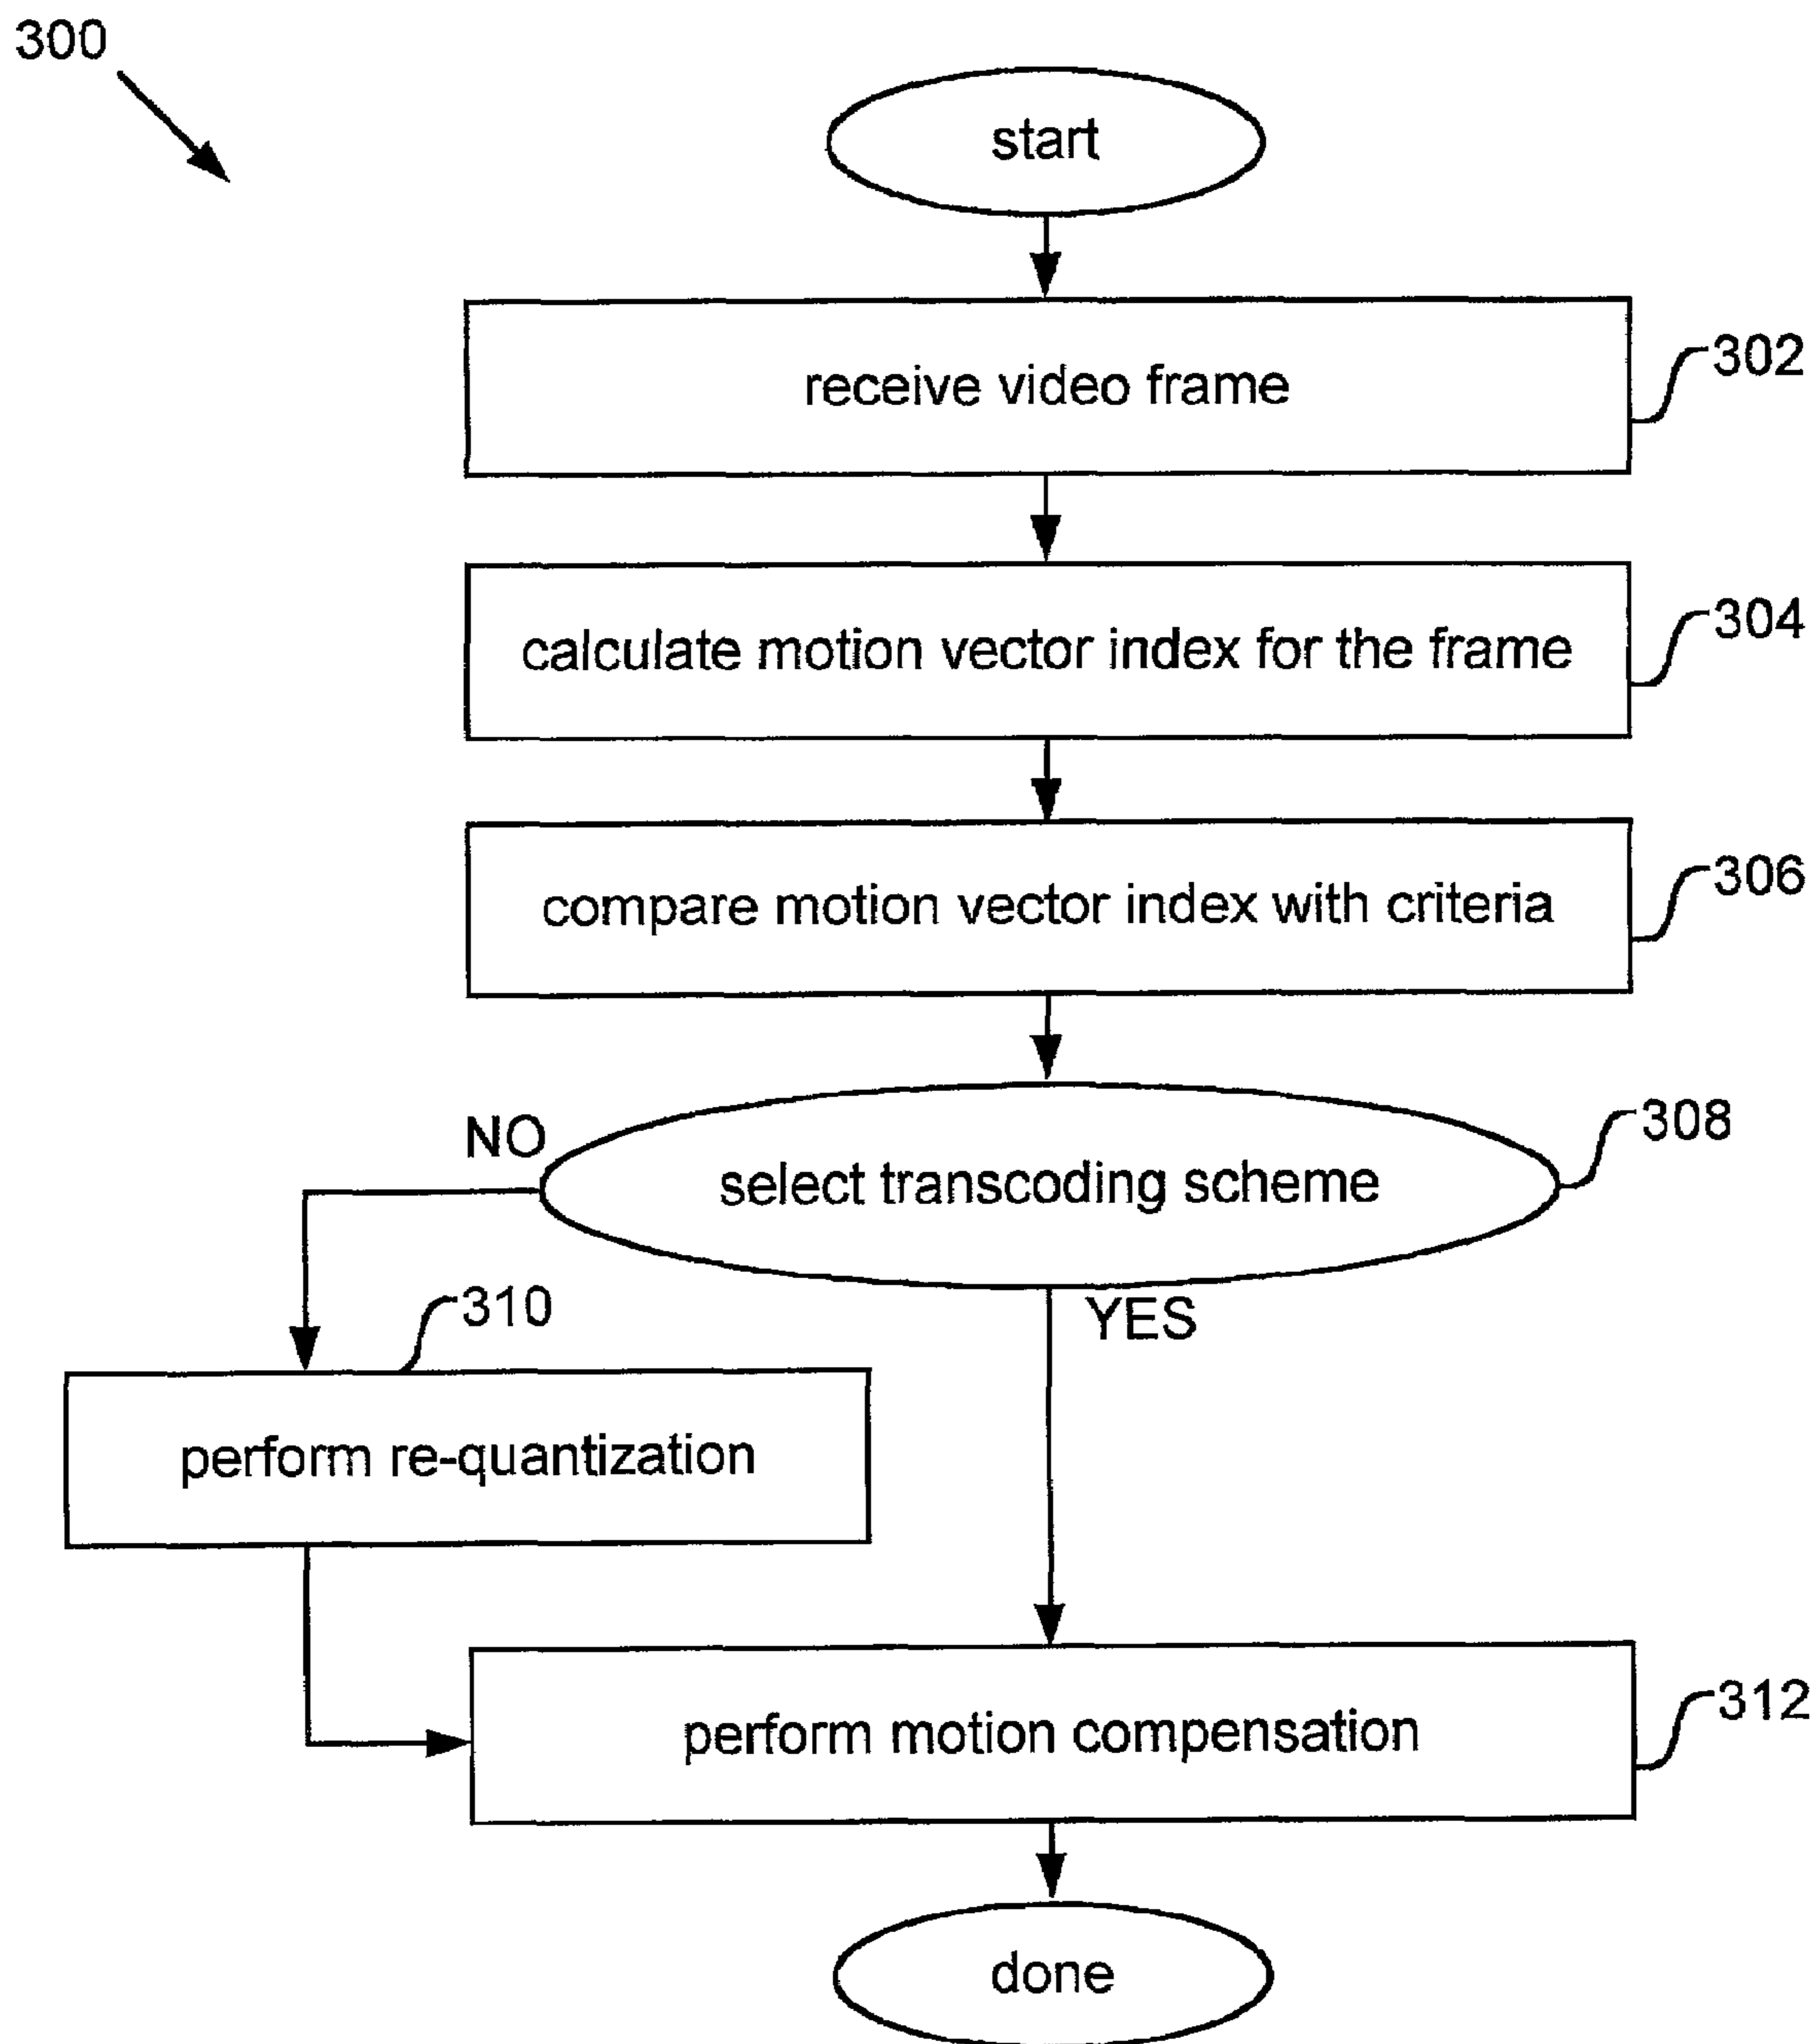 300
start
receive video frame
302
calculate motion vector index for the frame
304
compare motion vector index with criteria
306
NO
select transcoding scheme
308
YES
310
perform re-quantization
perform motion compensation
312
done